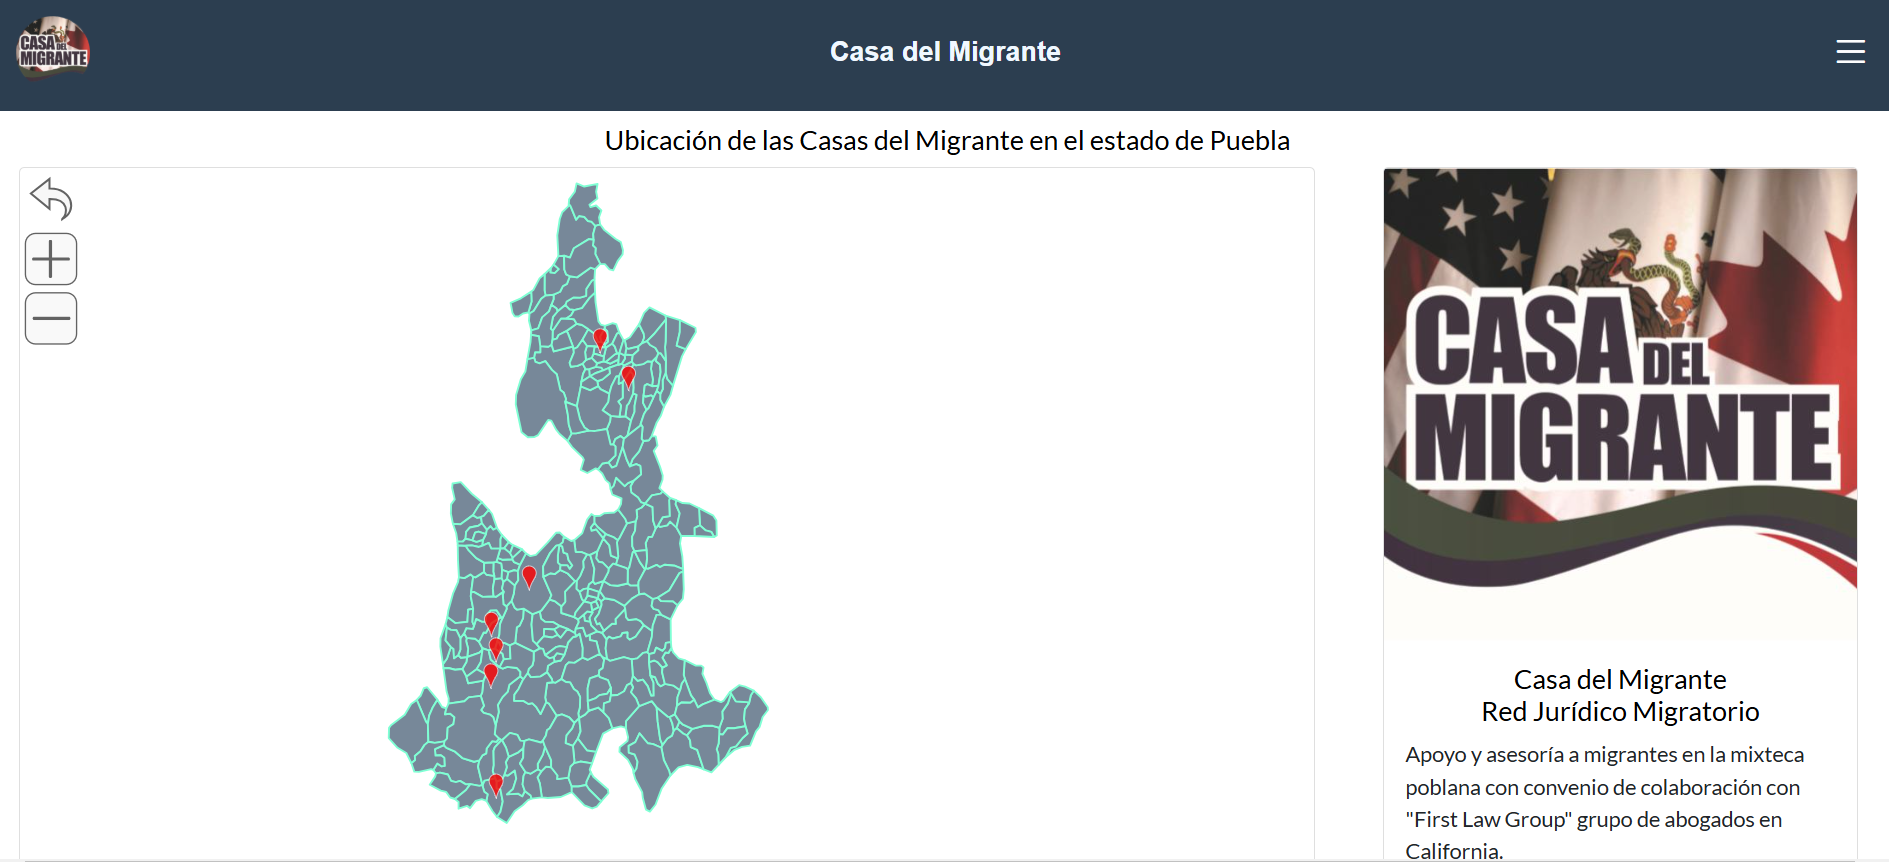 CASA DEL
MIGRANTE
Casa del Migrante
Ubicación de las Casas del Migrante en el estado de Puebla
CASA DEL
MIGRANTE
Casa del Migrante
Red Jurídico Migratorio
Apoyo y asesoría a migrantes en la mixteca
poblana con convenio de colaboración con
"First Law Group" grupo de abogados en
California.